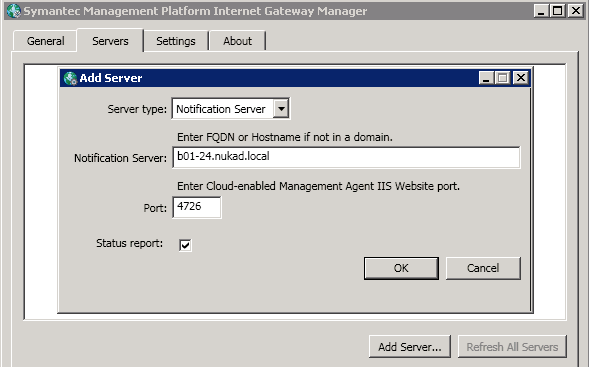 Symantec Management Platform Internet Gateway Manager
General Servers Settings About
Add Server
Server type: Notification Server
Enter FQDN or Hostname if not in a domain.
Notification Server: b01-24.nukad.local
Enter Cloud-enabled Management Agent IIS Website port.
Port: 4726
Status report:
OK Cancel
Add Server... Refresh All Servers